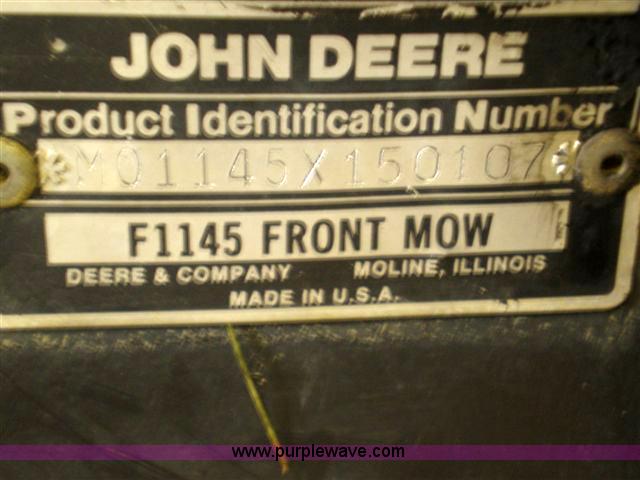 JOHN DEERE
Product Identification Number
*M01145X150107*
F1145 FRONT MOW
DEERE & COMPANY MOLINE, ILLINOIS
MADE IN U.S.A.
www.purplewave.com